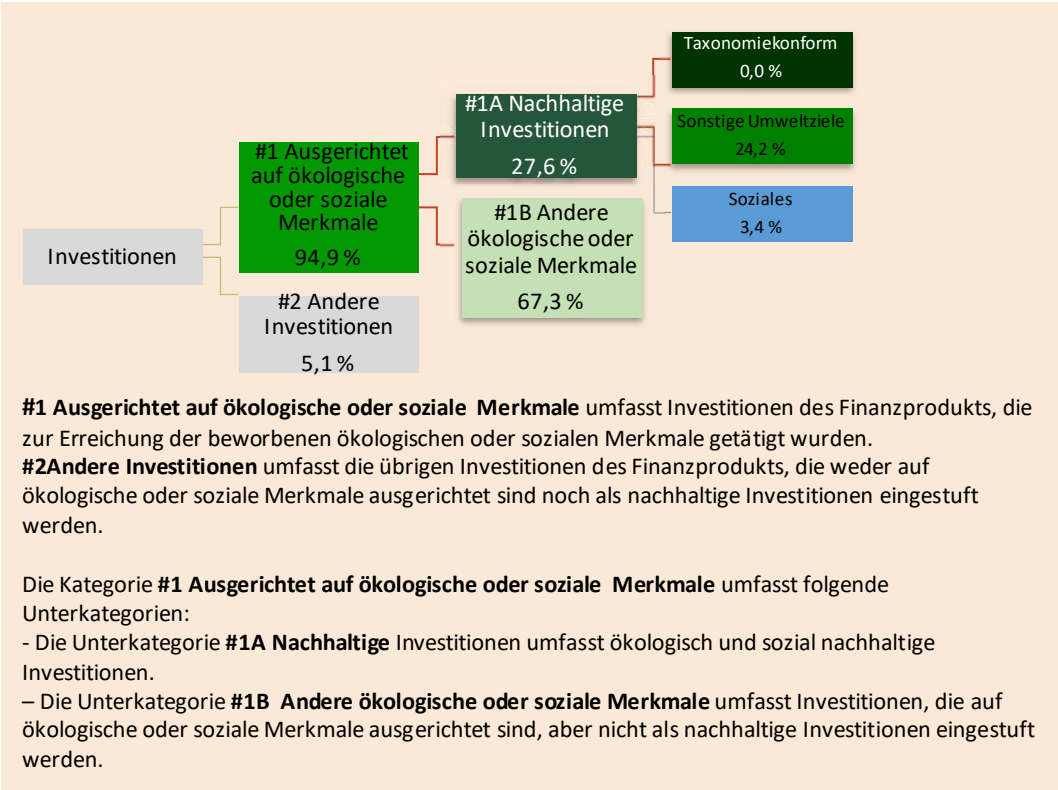 Taxonomiekonform
0,0 %
#1A Nachhaltige
Investitionen
27,6 %
Sonstige Umweltziele
24,2 %
#1 Ausgerichtet
auf ökologische
oder soziale
Merkmale
94,9 %
Soziales
3,4 %
#1B Andere
ökologische oder
soziale Merkmale
67,3 %
Investitionen
#2 Andere
Investitionen
5,1 %
#1 Ausgerichtet auf ökologische oder soziale Merkmale umfasst Investitionen des Finanzprodukts, die
zur Erreichung der beworbenen ökologischen oder sozialen Merkmale getätigt wurden.
#2Andere Investitionen umfasst die übrigen Investitionen des Finanzprodukts, die weder auf
ökologische oder soziale Merkmale ausgerichtet sind noch als nachhaltige Investitionen eingestuft
werden.
Die Kategorie #1 Ausgerichtet auf ökologische oder soziale Merkmale umfasst folgende
Unterkategorien:
- Die Unterkategorie #1A Nachhaltige Investitionen umfasst ökologisch und sozial nachhaltige
Investitionen.
– Die Unterkategorie #1B Andere ökologische oder soziale Merkmale umfasst Investitionen, die auf
ökologische oder soziale Merkmale ausgerichtet sind, aber nicht als nachhaltige Investitionen eingestuft
werden.